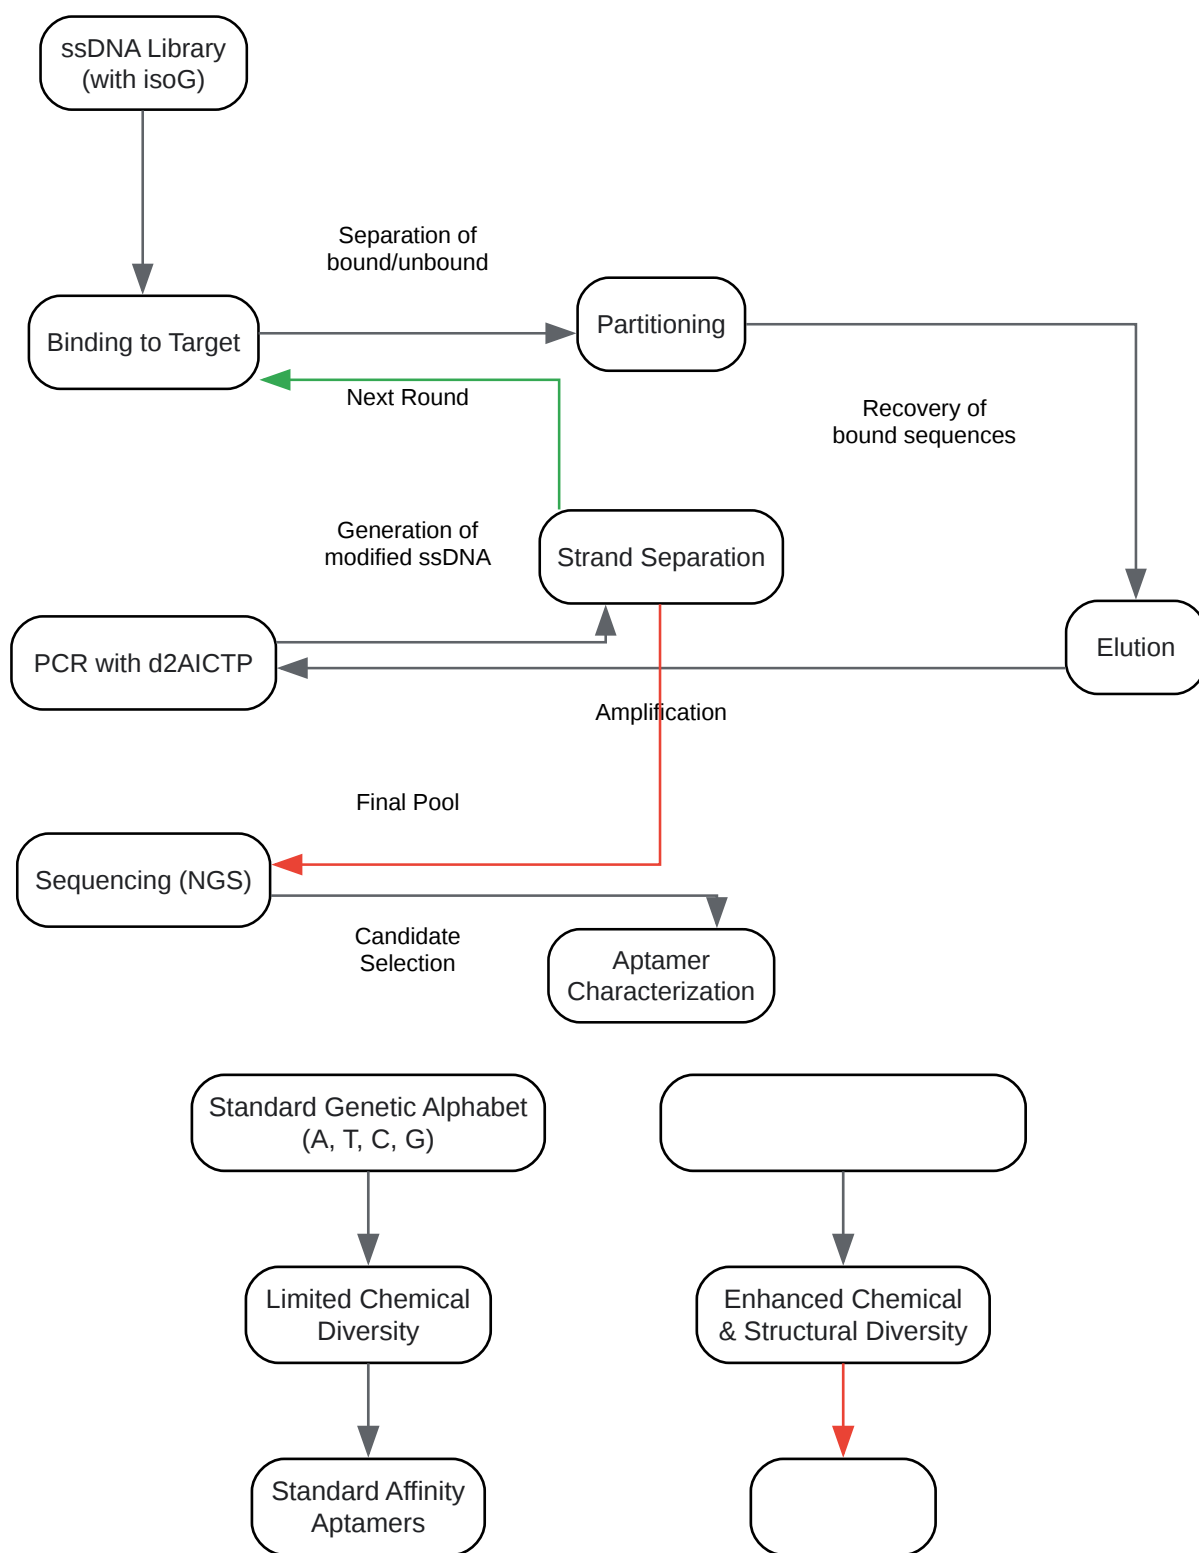 ssDNA Library
(with isoG)
Separation of
bound/unbound
Binding to Target
Partitioning
Next Round
Recovery of
bound sequences
Generation of
modified ssDNA
Strand Separation
PCR with d2AICTP
Elution
Amplification
Final Pool
Sequencing (NGS)
Candidate
Selection
Aptamer
Characterization
Standard Genetic Alphabet
(A, T, C, G)
Limited Chemical
Diversity
Enhanced Chemical
& Structural Diversity
Standard Affinity
Aptamers